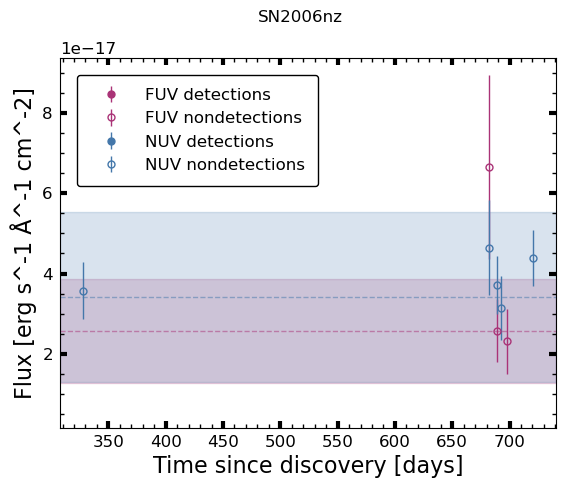 SN2006nz
1e−17
FUV detections
FUV nondetections
NUV detections
NUV nondetections
8
6
4
2
Flux [erg s^-1 Å^-1 cm^-2]
350 400 450 500 550 600 650 700
Time since discovery [days]